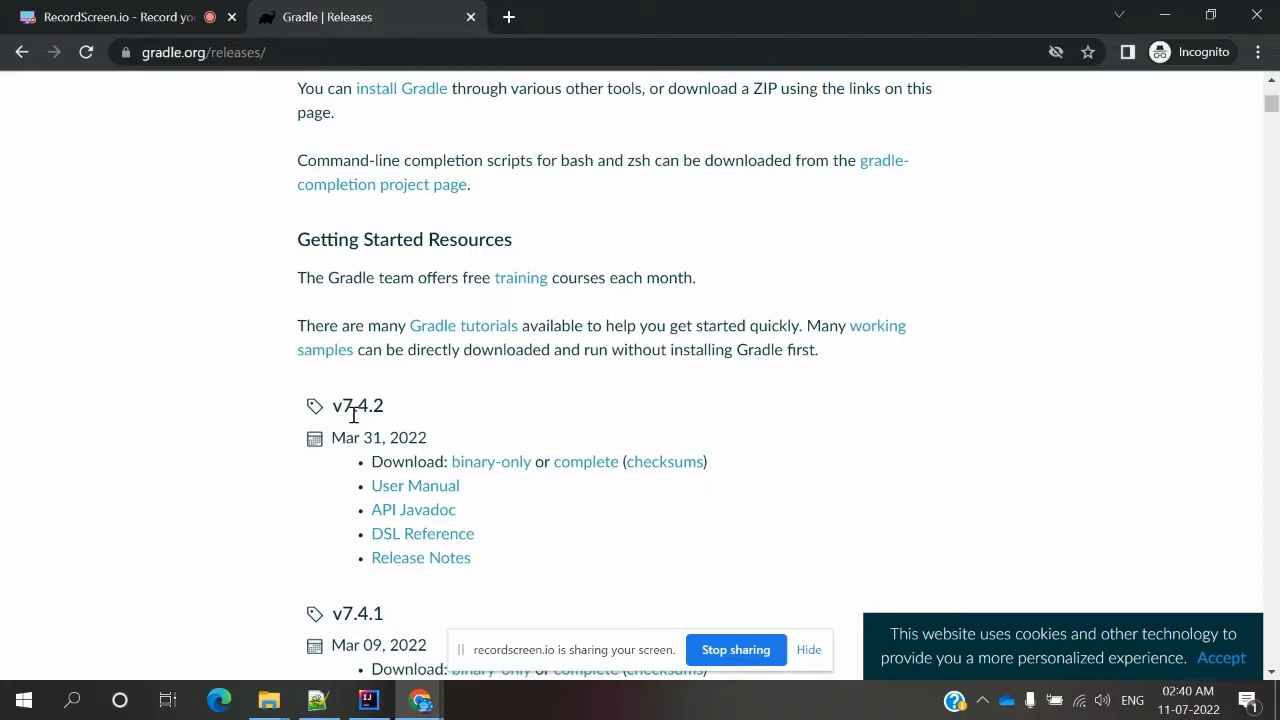 RecordScreen.io - Record yo
Gradle | Releases
gradle.org/releases/
Incognito
You can install Gradle through various other tools, or download a ZIP using the links on this
page.
Command-line completion scripts for bash and zsh can be downloaded from the gradle-
completion project page.
Getting Started Resources
The Gradle team offers free training courses each month.
There are many Gradle tutorials available to help you get started quickly. Many working
samples can be directly downloaded and run without installing Gradle first.
v7.4.2
Mar 31, 2022
• Download: binary-only or complete (checksums)
• User Manual
• API Javadoc
• DSL Reference
• Release Notes
v7.4.1
Mar 09, 2022
• Download: binary-only or complete (checksums)
recordscreen.io is sharing your screen.
Stop sharing
Hide
This website uses cookies and other technology to
provide you a more personalized experience. Accept
ENG
02:40 AM
11-07-2022
1